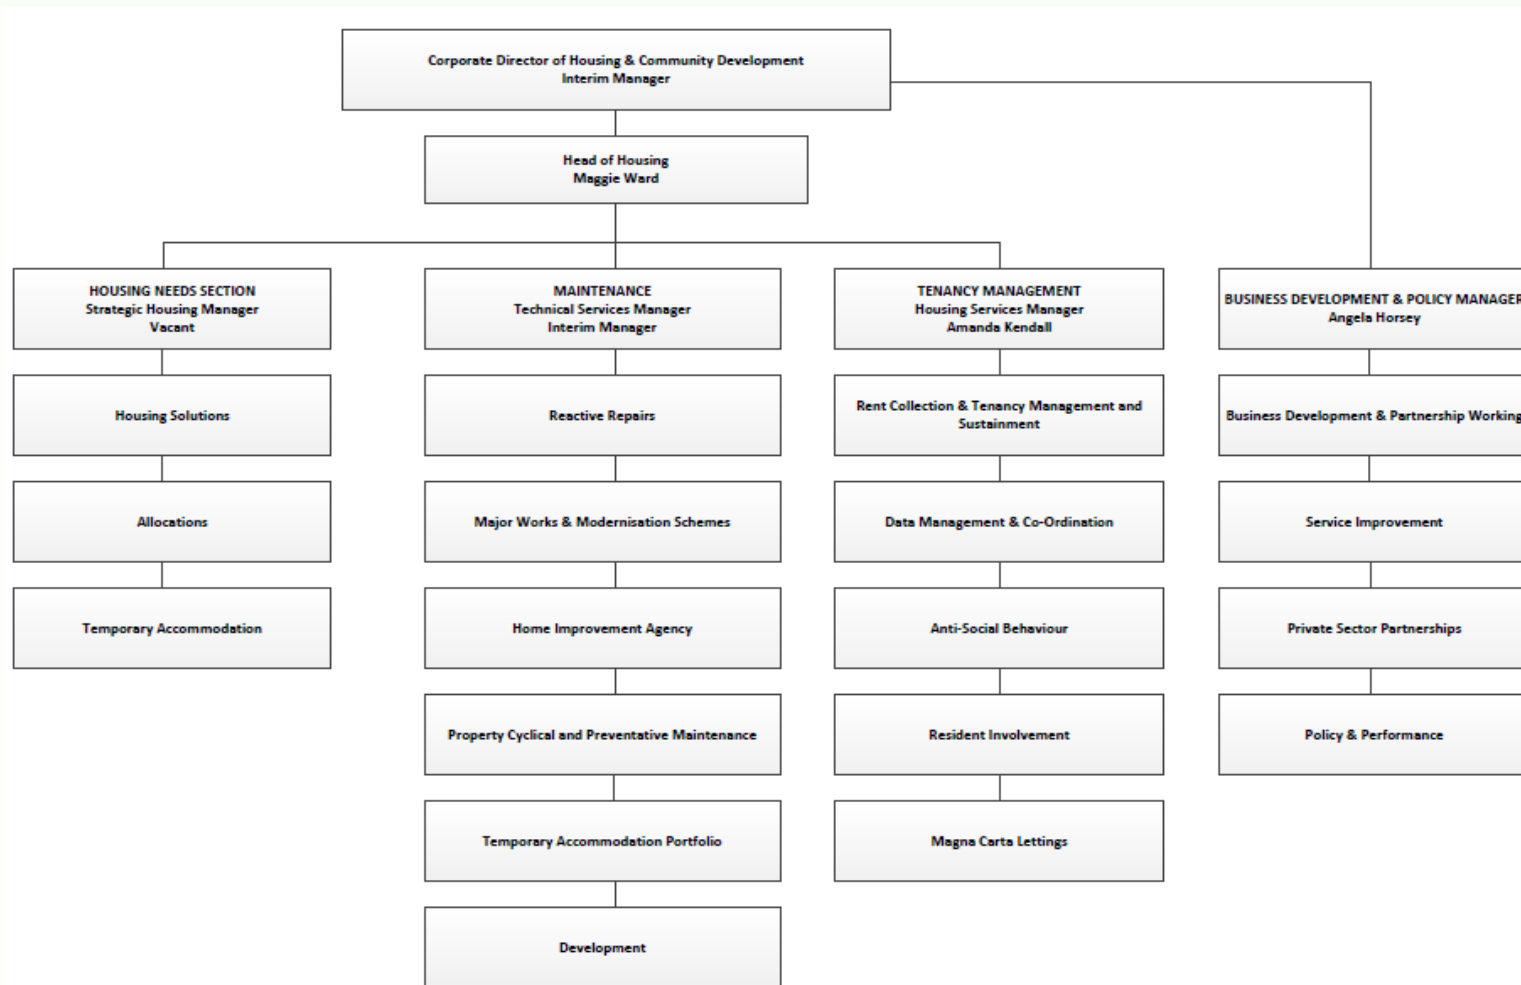 Corporate Director of Housing & Community Development
Interim Manager
Head of Housing
Maggie Ward
HOUSING NEEDS SECTION
Strategic Housing Manager
Vacant
Housing Solutions
Allocations
Temporary Accommodation
MAINTENANCE
Technical Services Manager
Interim Manager
Reactive Repairs
Major Works & Modernisation Schemes
Home Improvement Agency
Property Cyclical and Preventative Maintenance
Temporary Accommodation Portfolio
Development
TENANCY MANAGEMENT
Housing Services Manager
Amanda Kendall
Rent Collection & Tenancy Management and
Sustainment
Data Management & Co-Ordination
Anti-Social Behaviour
Resident Involvement
Magna Carta Lettings
BUSINESS DEVELOPMENT & POLICY MANAGER
Angela Horsey
Business Development & Partnership Working
Service Improvement
Private Sector Partnerships
Policy & Performance